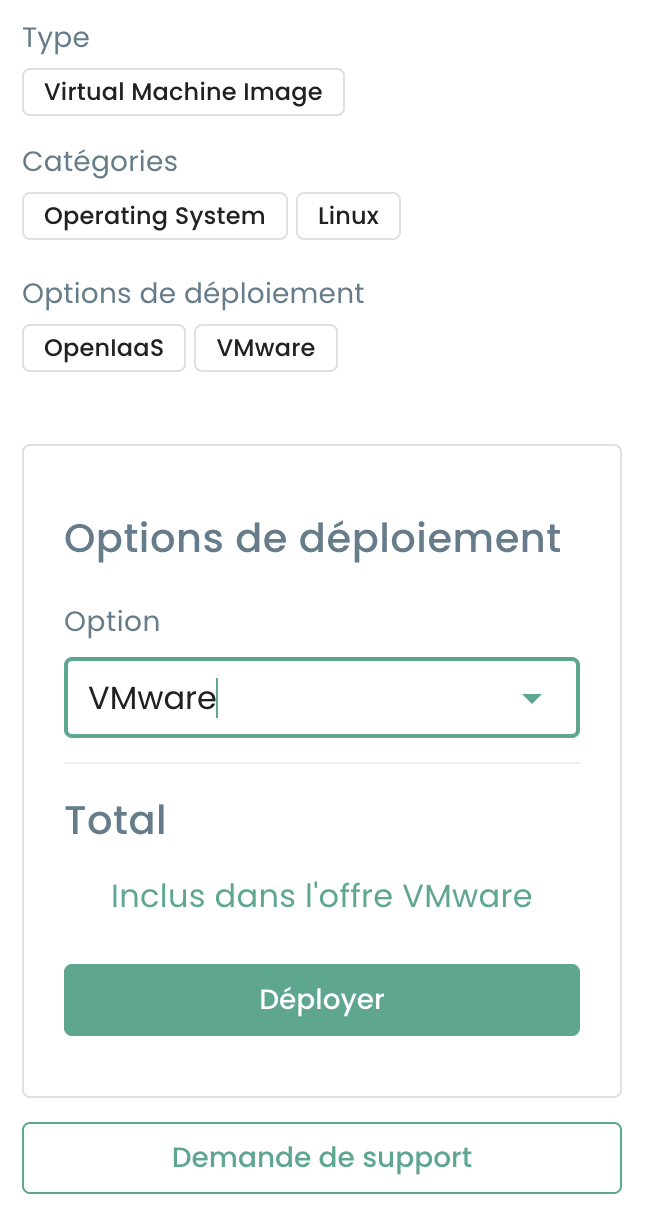 Type
Virtual Machine Image
Catégories
Operating System Linux
Options de déploiement
OpenIaaS VMware
Options de déploiement
Option
VMware
Total
Inclus dans l'offre VMware
Déployer
Demande de support